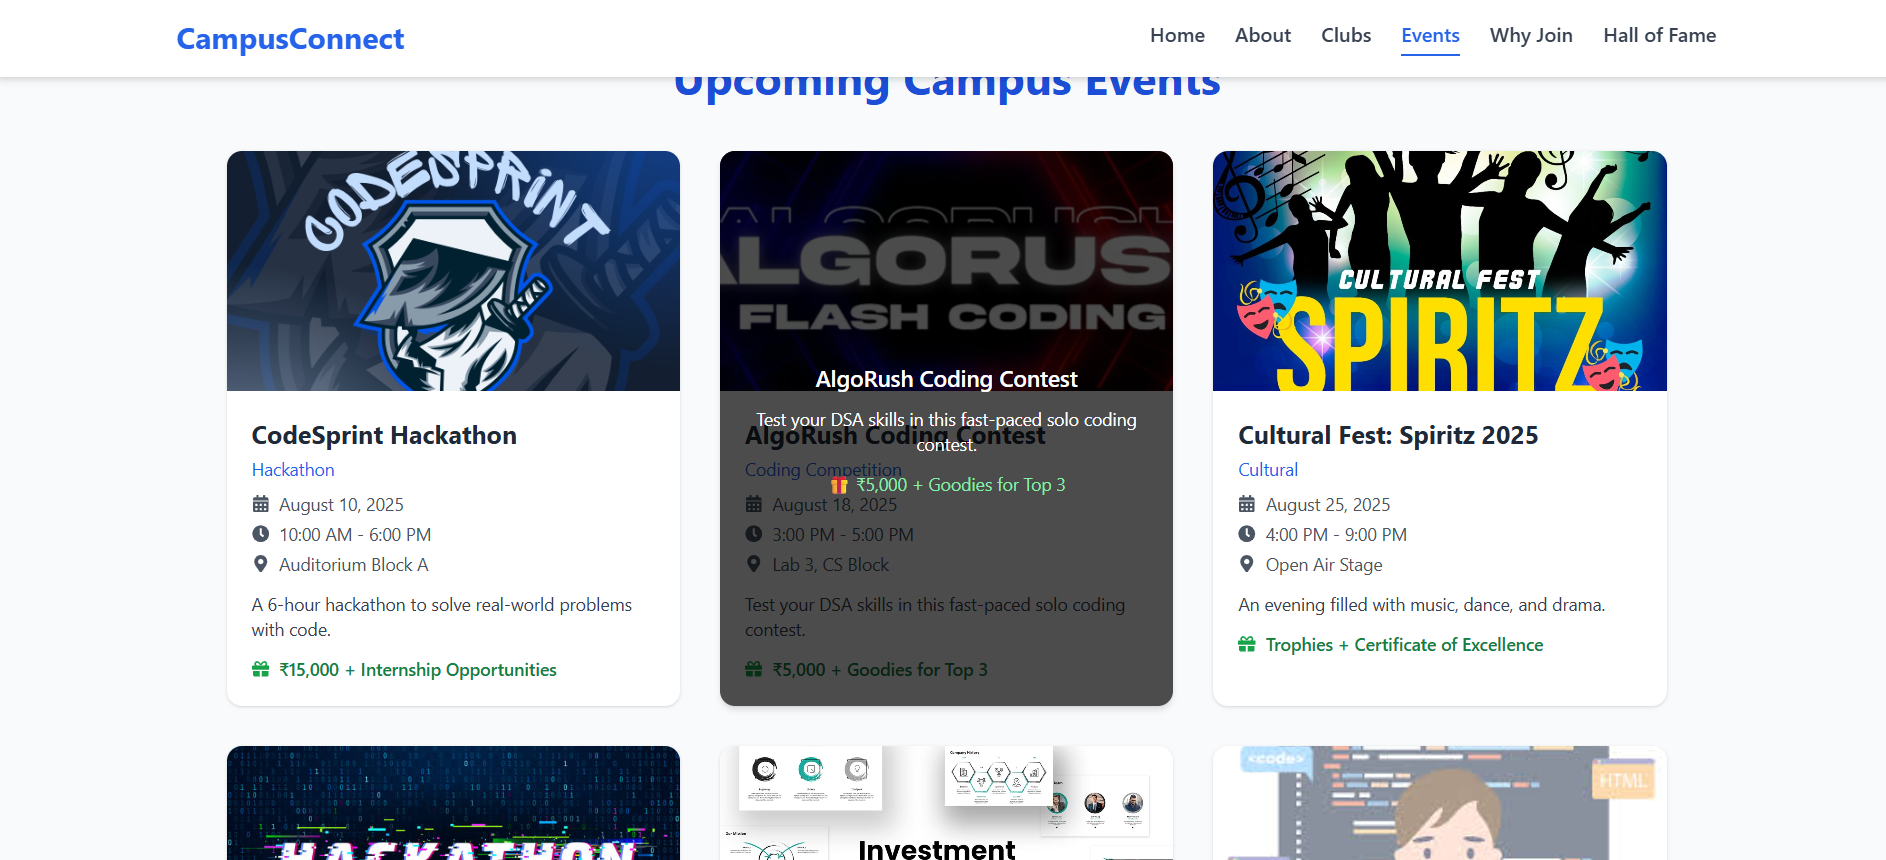 CampusConnect
Home About Clubs Events Why Join Hall of Fame
Upcoming Campus Events
CODESPRINT
CodeSprint Hackathon
Hackathon
August 10, 2025
10:00 AM - 6:00 PM
Auditorium Block A
A 6-hour hackathon to solve real-world problems
with code.
₹15,000 + Internship Opportunities
ALGORUSH
ALGORUS
FLASH CODING
AlgoRush Coding Contest
Test your DSA skills in this fast-paced solo coding
contest.
🎁 ₹5,000 + Goodies for Top 3
AlgoRush Coding Contest
Coding Competition
August 18, 2025
3:00 PM - 5:00 PM
Lab 3, CS Block
Test your DSA skills in this fast-paced solo coding
contest.
₹5,000 + Goodies for Top 3
CULTURAL FEST
SPIRITZ
Cultural Fest: Spiritz 2025
Cultural
August 25, 2025
4:00 PM - 9:00 PM
Open Air Stage
An evening filled with music, dance, and drama.
Trophies + Certificate of Excellence
HACKATHON
Company History
Our Mission
Investment
<code>
HTML